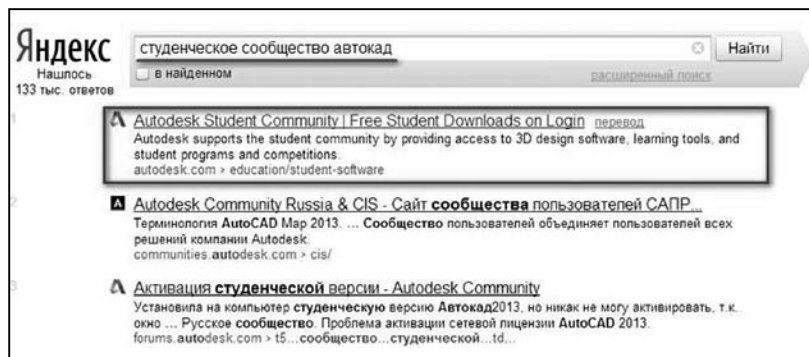 Яндекс
Нашлось
133 тыс. ответов
студенческое сообщество автокад
Найти
в найденном
расширенный поиск
1
Autodesk Student Community | Free Student Downloads on Login перевод
Autodesk supports the student community by providing access to 3D design software, learning tools, and
student programs and competitions.
autodesk.com > education/student-software
2
Autodesk Community Russia & CIS - Сайт сообщества пользователей САПР...
Терминология AutoCAD Map 2013. ... Сообщество пользователей объединяет пользователей всех
решений компании Autodesk.
communities.autodesk.com > cis/
3
Активация студенческой версии - Autodesk Community
Установила на компьютер студенческую версию Автокад2013, но никак не могу активировать, т.к.
окно ... Русское сообщество. Проблема активации сетевой лицензии AutoCAD 2013.
forums.autodesk.com > t5...сообщество...студенческой...td...